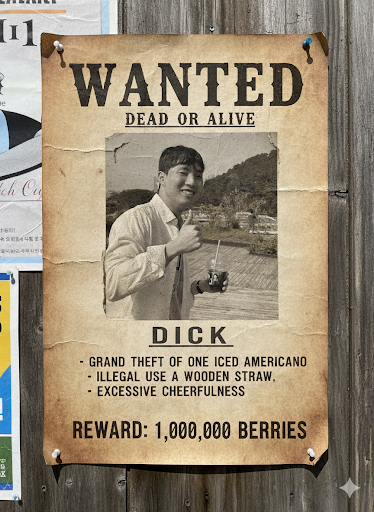 WANTED
DEAD OR ALIVE
DICK
- GRAND THEFT OF ONE ICED AMERICANO
- ILLEGAL USE A WOODEN STRAW.
- EXCESSIVE CHEERFULNESS
REWARD: 1,000,000 BERRIES